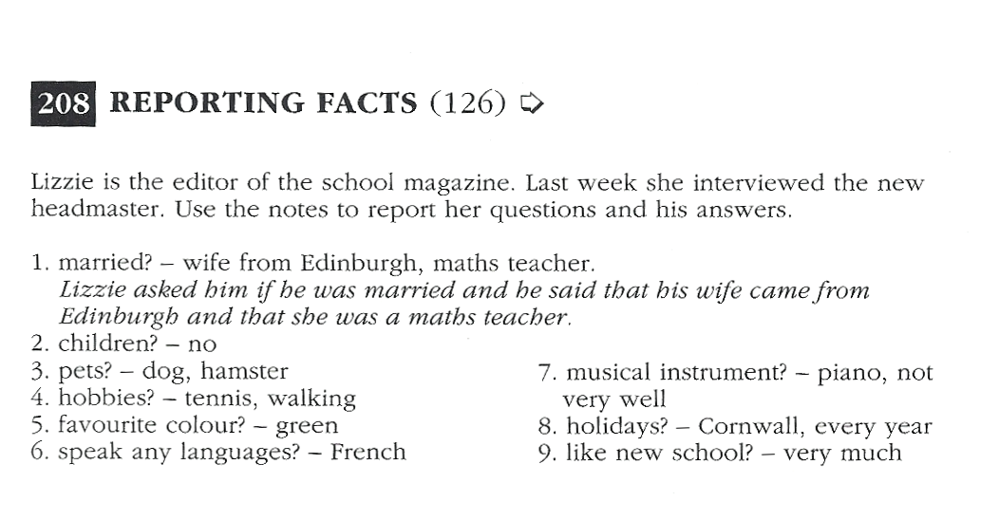 208 REPORTING FACTS (126) ➪
Lizzie is the editor of the school magazine. Last week she interviewed the new
headmaster. Use the notes to report her questions and his answers.
1. married? – wife from Edinburgh, maths teacher.
Lizzie asked him if he was married and he said that his wife came from
Edinburgh and that she was a maths teacher.
2. children? – no
3. pets? – dog, hamster
4. hobbies? – tennis, walking
5. favourite colour? – green
6. speak any languages? – French
7. musical instrument? – piano, not
very well
8. holidays? – Cornwall, every year
9. like new school? – very much